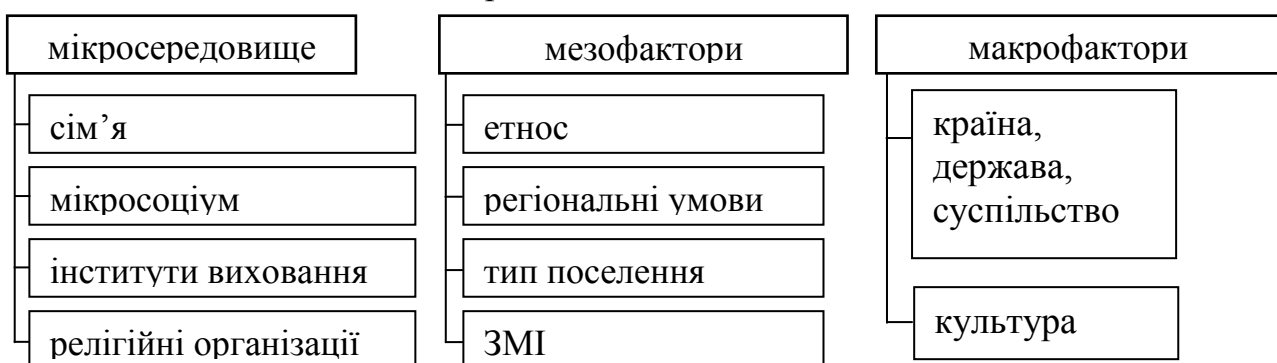 мікросередовище
сім’я
мікросоціум
інститути виховання
релігійні організації
мезофактори
етнос
регіональні умови
тип поселення
ЗМІ
макрофактори
країна,
держава,
суспільство
культура